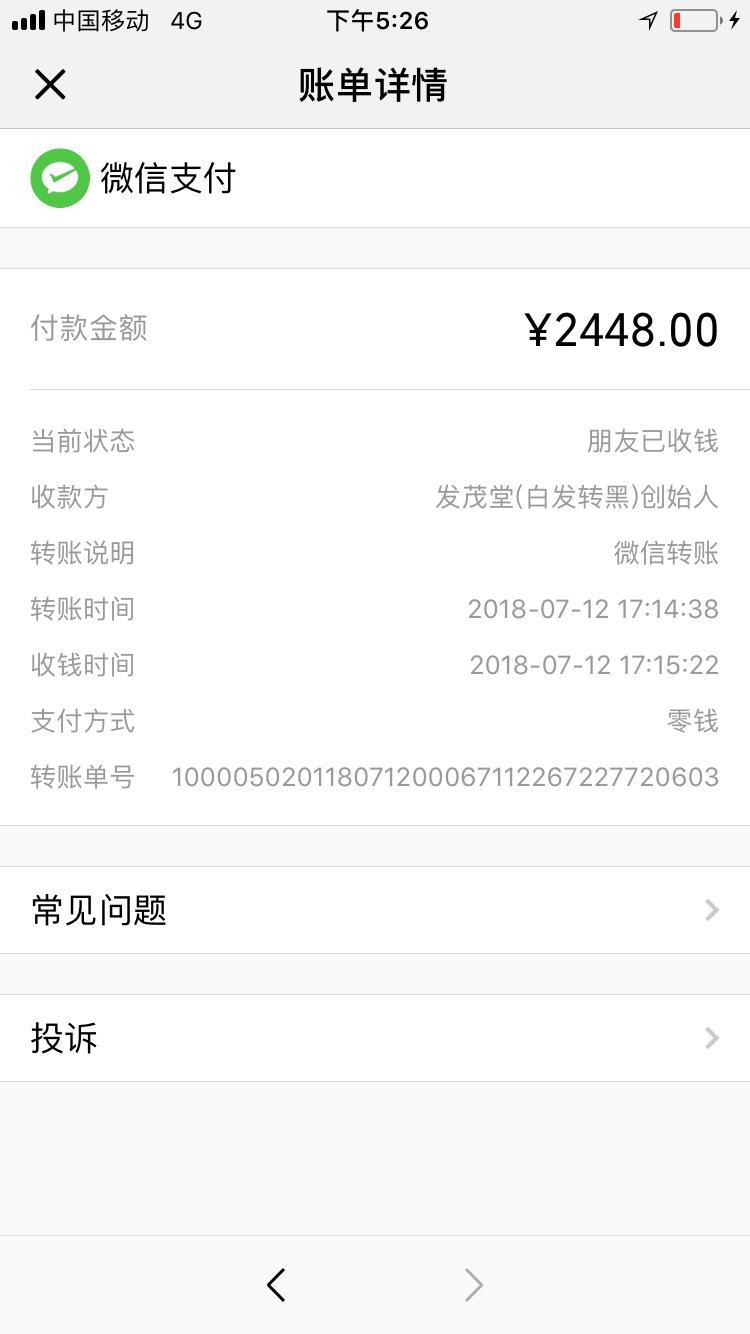 中国移动 4G 下午5:26
账单详情
微信支付
付款金额 ¥2448.00
当前状态 朋友已收钱
收款方 发茂堂(白发转黑)创始人
转账说明 微信转账
转账时间 2018-07-12 17:14:38
收钱时间 2018-07-12 17:15:22
支付方式 零钱
转账单号 100005020118071200067112267227720603
常见问题
投诉